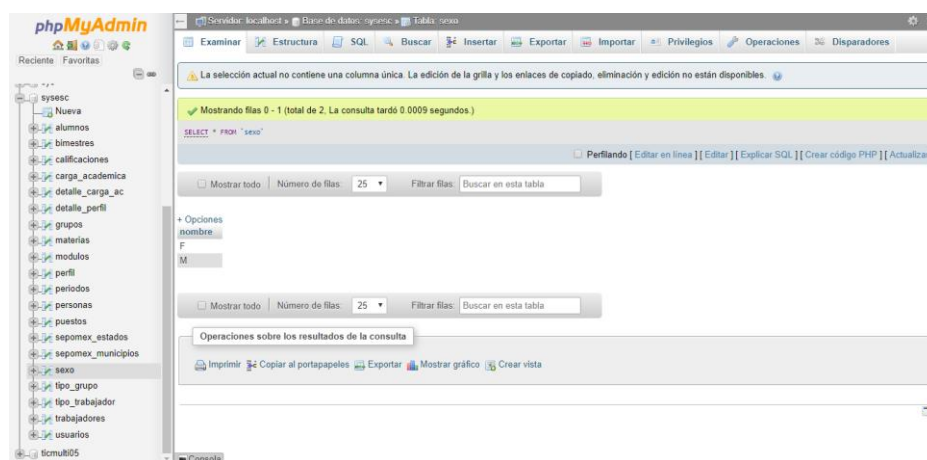 phpMyAdmin
Reciente Favoritas
sysesc
Nueva
alumnos
bimestres
calificaciones
carga_academica
detalle_carga_ac
detalle_perfil
grupos
materias
modulos
perfil
periodos
personas
puestos
sepomex_estados
sepomex_municipios
sexo
tipo_grupo
tipo_trabajador
trabajadores
usuarios
ticmulti05
Servidor: localhost » Base de datos: sysesc » Tabla: sexo
Examinar Estructura SQL Buscar Insertar Exportar Importar Privilegios Operaciones Disparadores
La selección actual no contiene una columna única. La edición de la grilla y los enlaces de copiado, eliminación y edición no están disponibles.
Mostrando filas 0 - 1 (total de 2, La consulta tardó 0.0009 segundos.)
SELECT * FROM `sexo`
Perfilando [ Editar en línea ] [ Editar ] [ Explicar SQL ] [ Crear código PHP ] [ Actualizar
Mostrar todo | Número de filas: 25 Filtrar filas: Buscar en esta tabla
+ Opciones
nombre
F
M
Mostrar todo | Número de filas: 25 Filtrar filas: Buscar en esta tabla
Operaciones sobre los resultados de la consulta
Imprimir Copiar al portapapeles Exportar Mostrar gráfico Crear vista
Consola